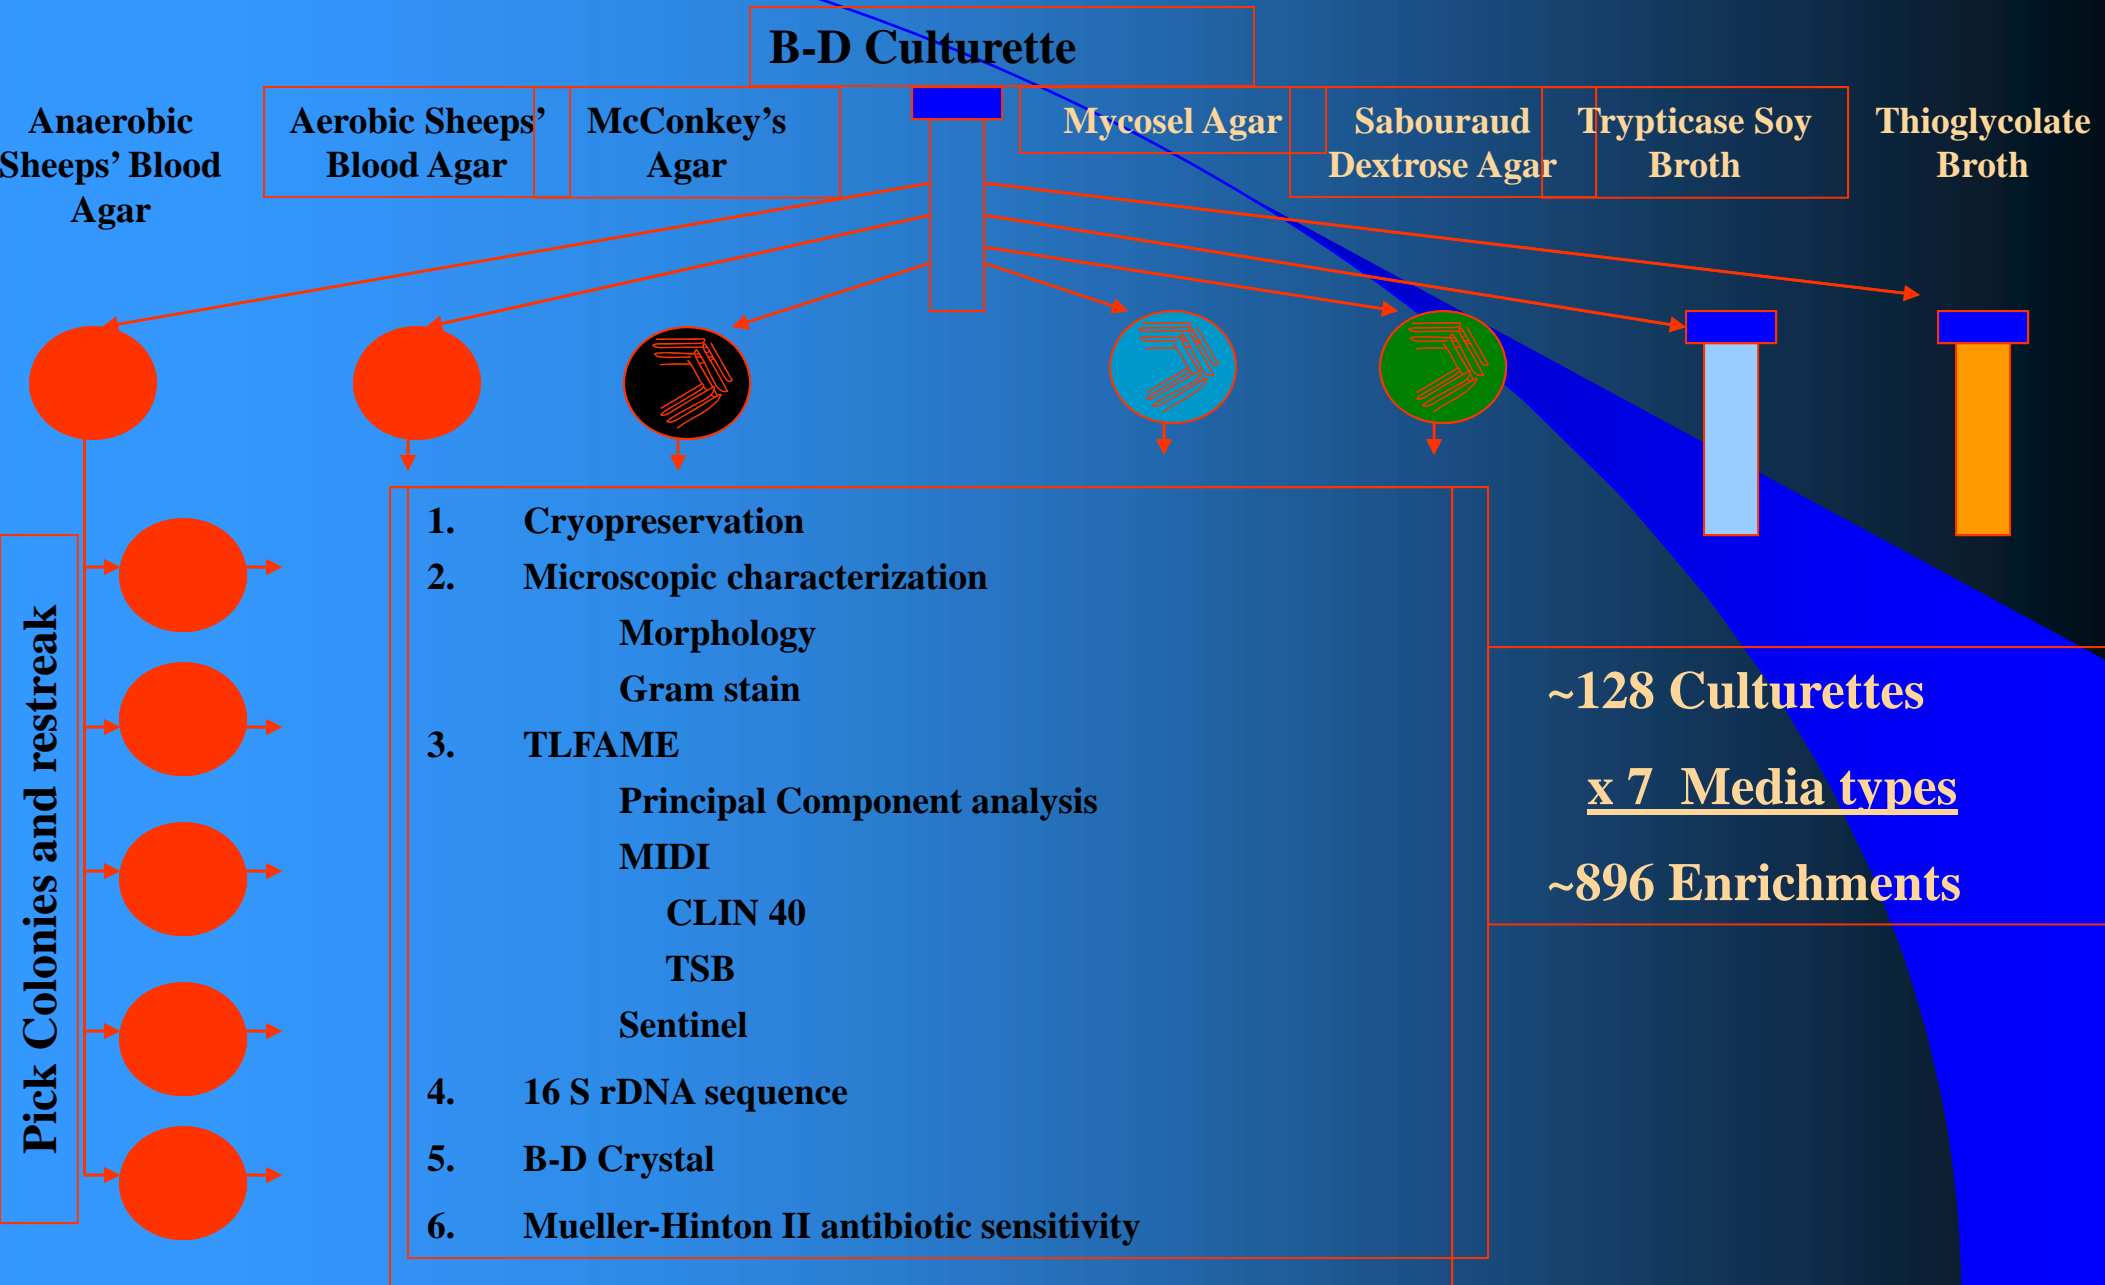 B-D Culturette
Anaerobic
Sheeps’ Blood
Agar
Aerobic Sheeps’
Blood Agar
McConkey’s
Agar
Mycosel Agar
Sabouraud
Dextrose Agar
Trypticase Soy
Broth
Thioglycolate
Broth
Pick Colonies and restreak
1. Cryopreservation
2. Microscopic characterization
Morphology
Gram stain
3. TLFAME
Principal Component analysis
MIDI
CLIN 40
TSB
Sentinel
4. 16 S rDNA sequence
5. B-D Crystal
6. Mueller-Hinton II antibiotic sensitivity
~128 Culturettes
x 7 Media types
~896 Enrichments